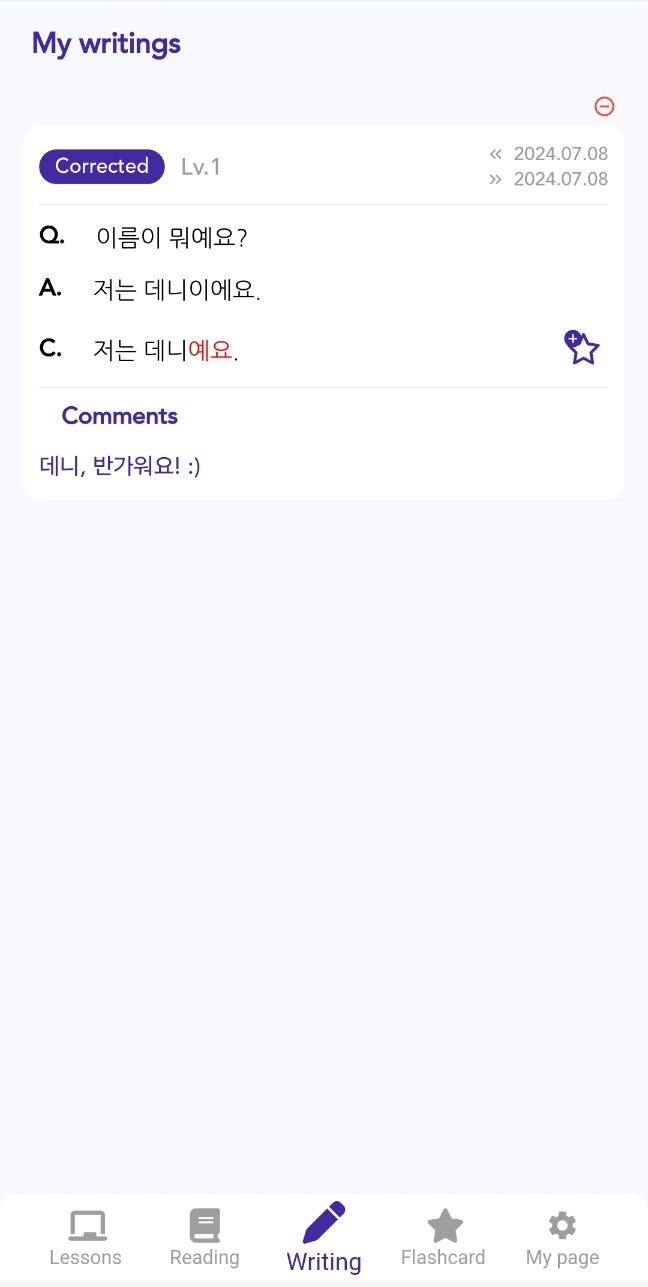 My writings
Corrected Lv.1 « 2024.07.08
» 2024.07.08
Q. 이름이 뭐예요?
A. 저는 데니이에요.
C. 저는 데니예요.
Comments
데니, 반가워요! :)
Lessons Reading Writing Flashcard My page